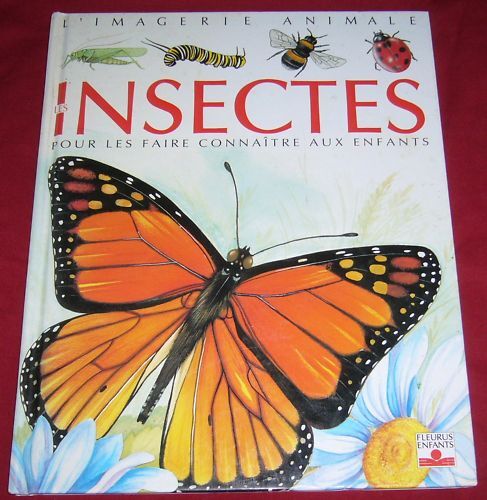 L'IMAGERIE ANIMALE
LES
INSECTES
POUR LES FAIRE CONNAÎTRE AUX ENFANTS
FLEURUS
ENFANTS